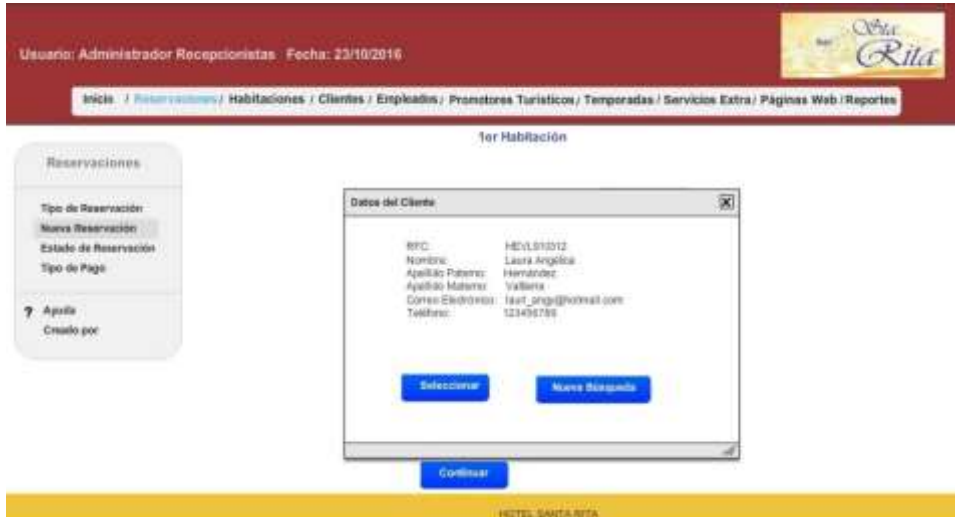 Usuario: Administrador Recepcionistas Fecha: 23/10/2016
Sta.
Rita
Inicio / Reservaciones / Habitaciones / Clientes / Empleados / Promotores Turisticos / Temporadas / Servicios Extra / Páginas Web / Reportes
1er Habitación
Reservaciones
Tipo de Reservación
Nueva Reservación
Estado de Reservación
Tipo de Pago
? Ayuda
Creado por
Datos del Cliente
RFC:
Nombre: Laura Angélica
Apellido Paterno: Hernández
Apellido Materno:
Correo Electrónico:
Teléfono: 123456789
Seleccionar
Nueva Búsqueda
Continuar
HOTEL SANTA RITA